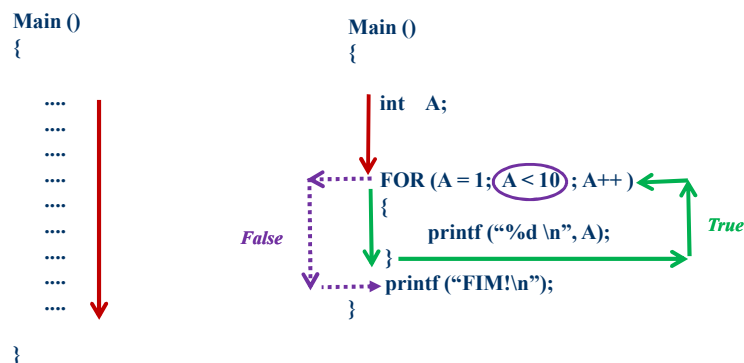 Main ()
{
....
....
....
....
....
....
....
....
....
}
Main ()
{
int A;
FOR (A = 1; A < 10 ; A++ )
{
printf (“%d \n”, A);
}
printf (“FIM!\n”);
}
False
True